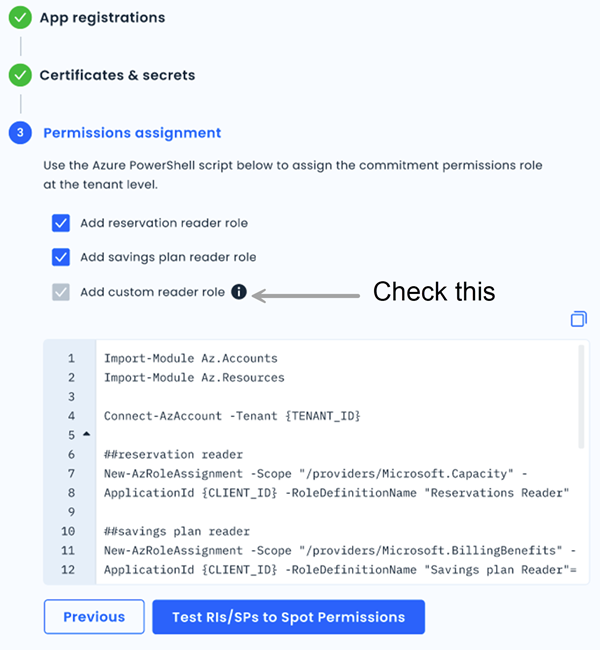 App registrations
Certificates & secrets
3 Permissions assignment
Use the Azure PowerShell script below to assign the commitment permissions role
at the tenant level.
Add reservation reader role
Add savings plan reader role
Add custom reader role i Check this
1 Import-Module Az.Accounts
2 Import-Module Az.Resources
3
4 Connect-AzAccount -Tenant {TENANT_ID}
5
6 ##reservation reader
7 New-AzRoleAssignment -Scope "/providers/Microsoft.Capacity" -
8 ApplicationId {CLIENT_ID} -RoleDefinitionName "Reservations Reader"
9
10 ##savings plan reader
11 New-AzRoleAssignment -Scope "/providers/Microsoft.BillingBenefits" -
12 ApplicationId {CLIENT_ID} -RoleDefinitionName "Savings plan Reader"=
Previous Test RIs/SPs to Spot Permissions